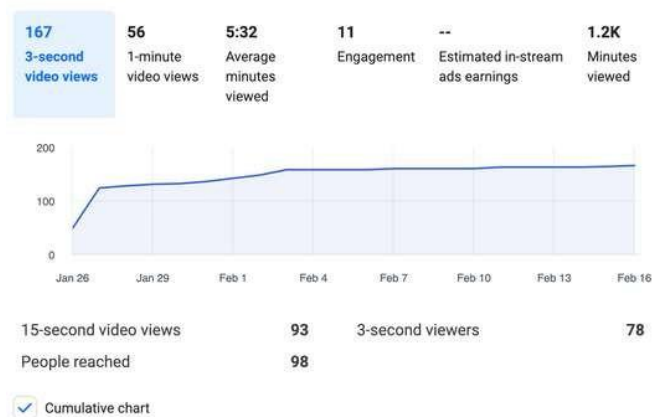 167
3-second
video views
56
1-minute
video views
5:32
Average
minutes
viewed
11
Engagement
--
Estimated in-stream
ads earnings
1.2K
Minutes
viewed
200
100
0
Jan 26
Jan 29
Feb 1
Feb 4
Feb 7
Feb 10
Feb 13
Feb 16
15-second video views 93
3-second viewers 78
People reached 98
Cumulative chart